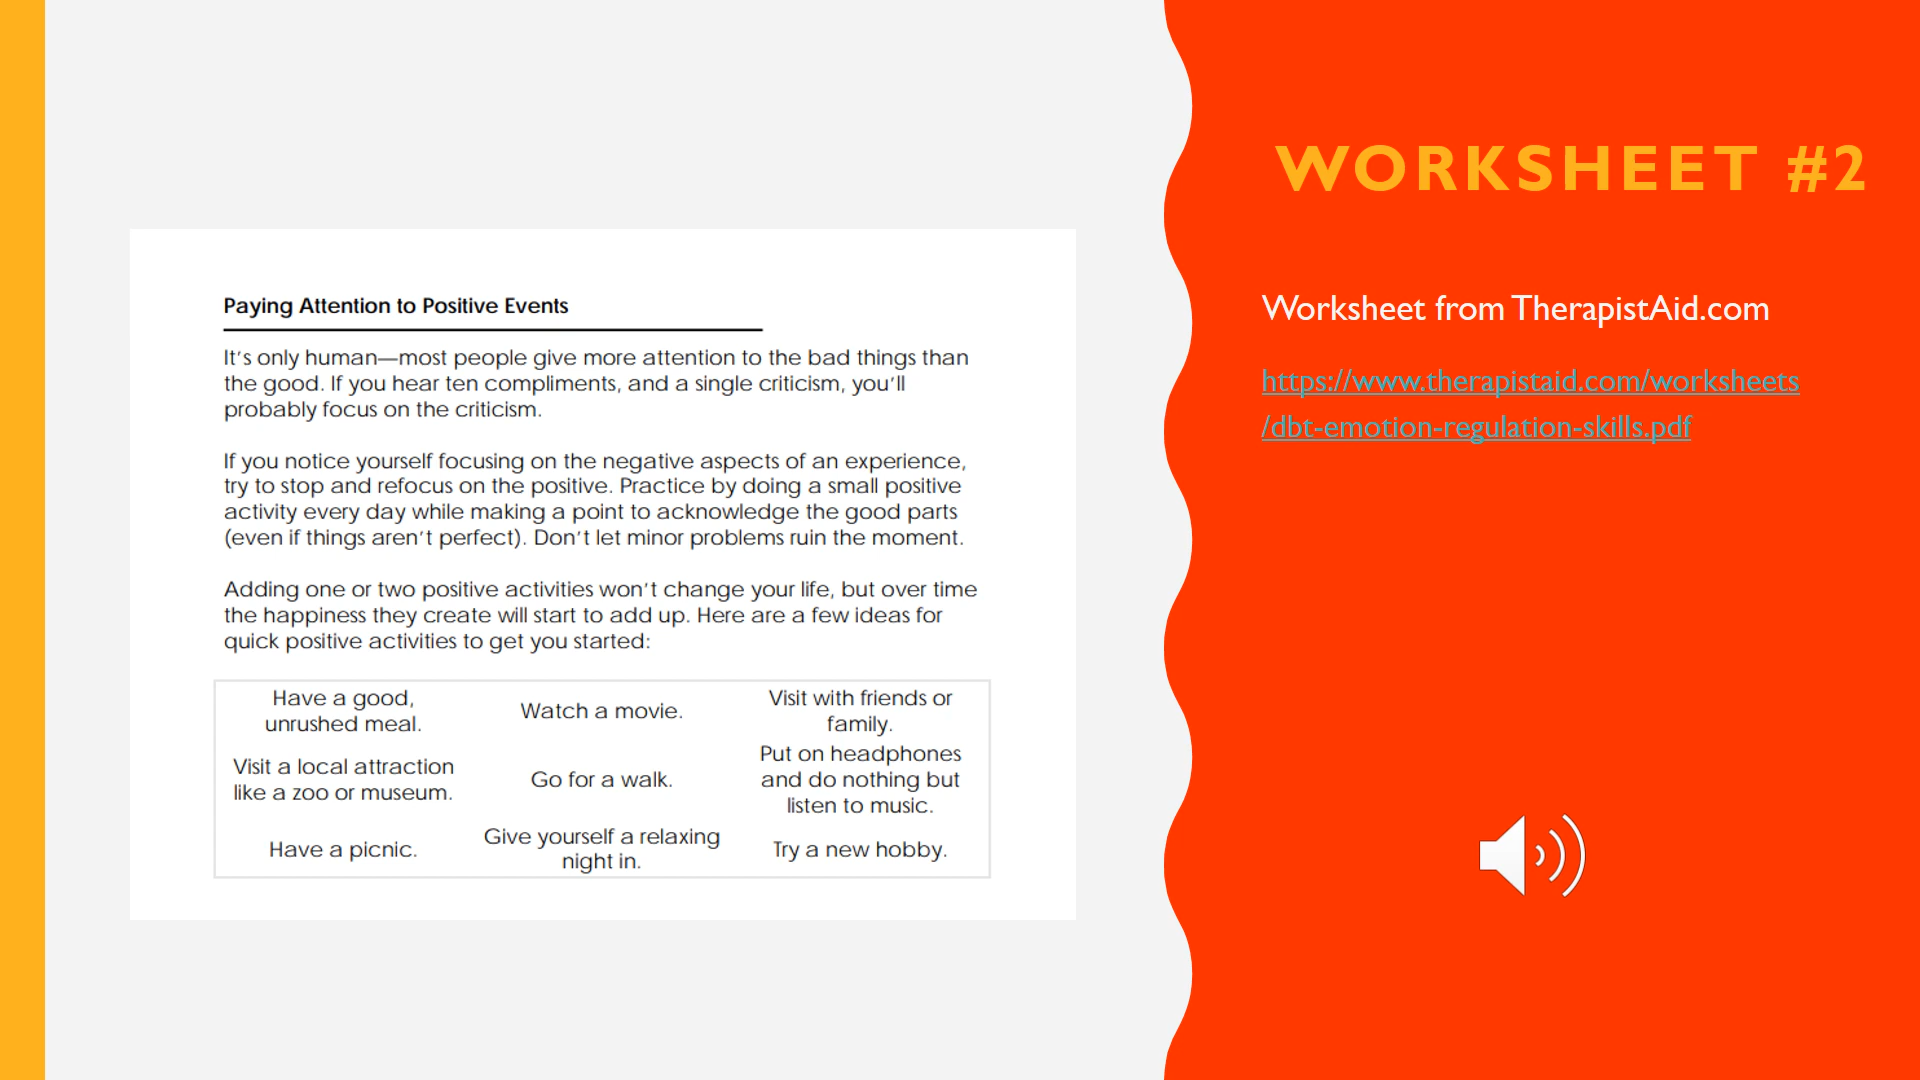 Paying Attention to Positive Events
It's only human—most people give more attention to the bad things than
the good. If you hear ten compliments, and a single criticism, you'll
probably focus on the criticism.
If you notice yourself focusing on the negative aspects of an experience,
try to stop and refocus on the positive. Practice by doing a small positive
activity every day while making a point to acknowledge the good parts
(even if things aren't perfect). Don't let minor problems ruin the moment.
Adding one or two positive activities won't change your life, but over time
the happiness they create will start to add up. Here are a few ideas for
quick positive activities to get you started:
Have a good,
unrushed meal.
Watch a movie.
Visit with friends or
family.
Visit a local attraction
like a zoo or museum.
Go for a walk.
Put on headphones
and do nothing but
listen to music.
Have a picnic.
Give yourself a relaxing
night in.
Try a new hobby.
WORKSHEET #2
Worksheet from TherapistAid.com
https://www.therapistaid.com/worksheets
/dbt-emotion-regulation-skills.pdf